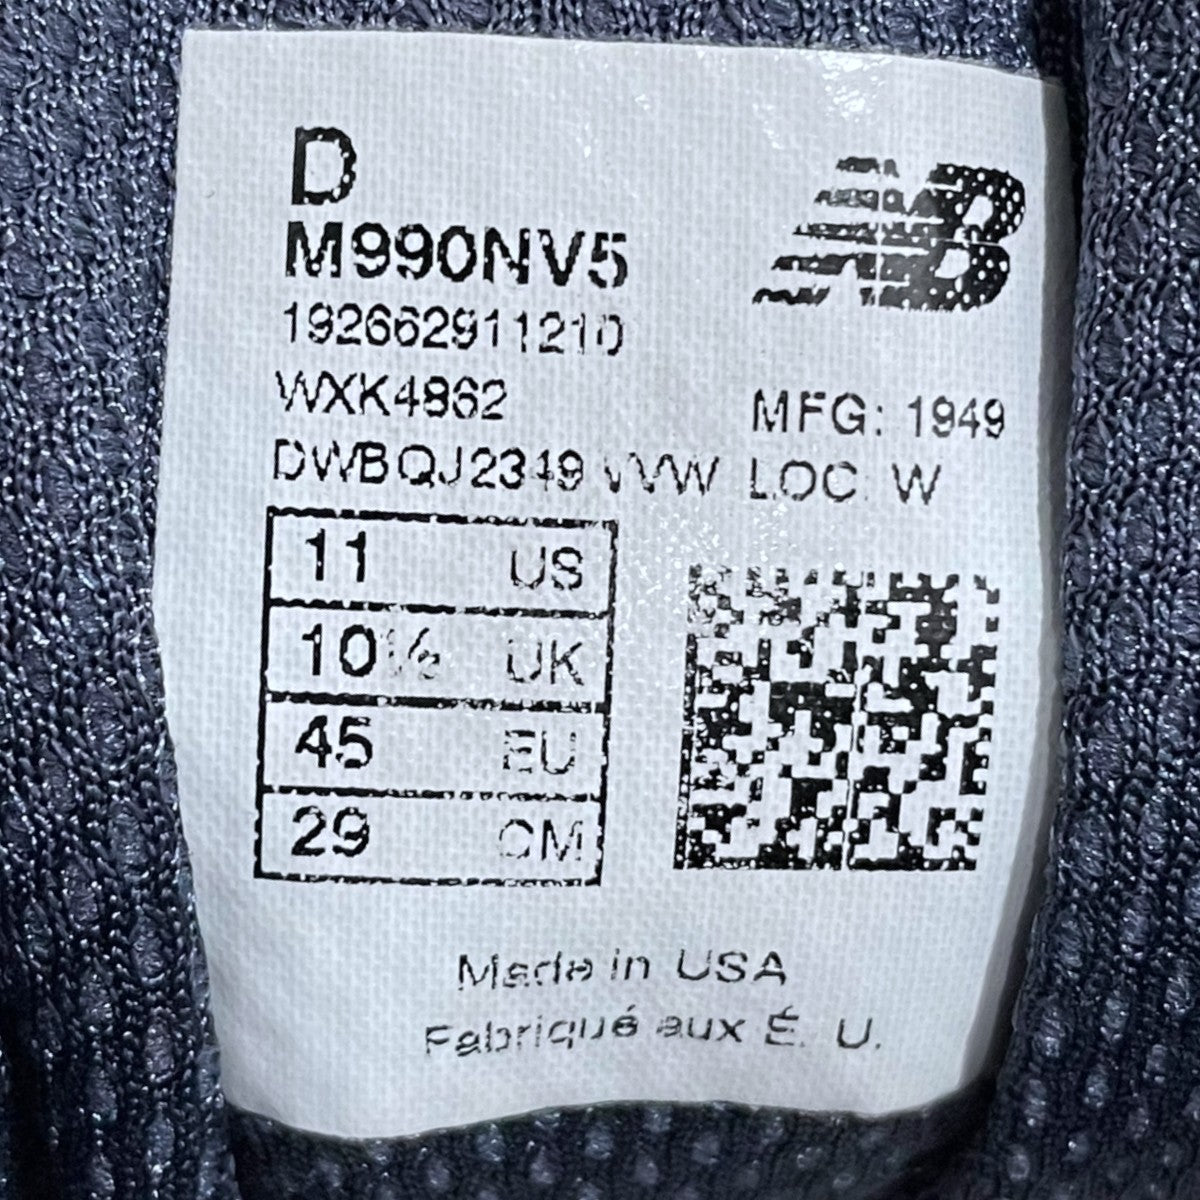 D
M990NV5
NB
192662911210
WXK4862
MFG: 1949
DWBQJ2349 VVW LOC: W
11 US
10½ UK
45 EU
29 CM
Made in USA
Fabriqué aux É. U.